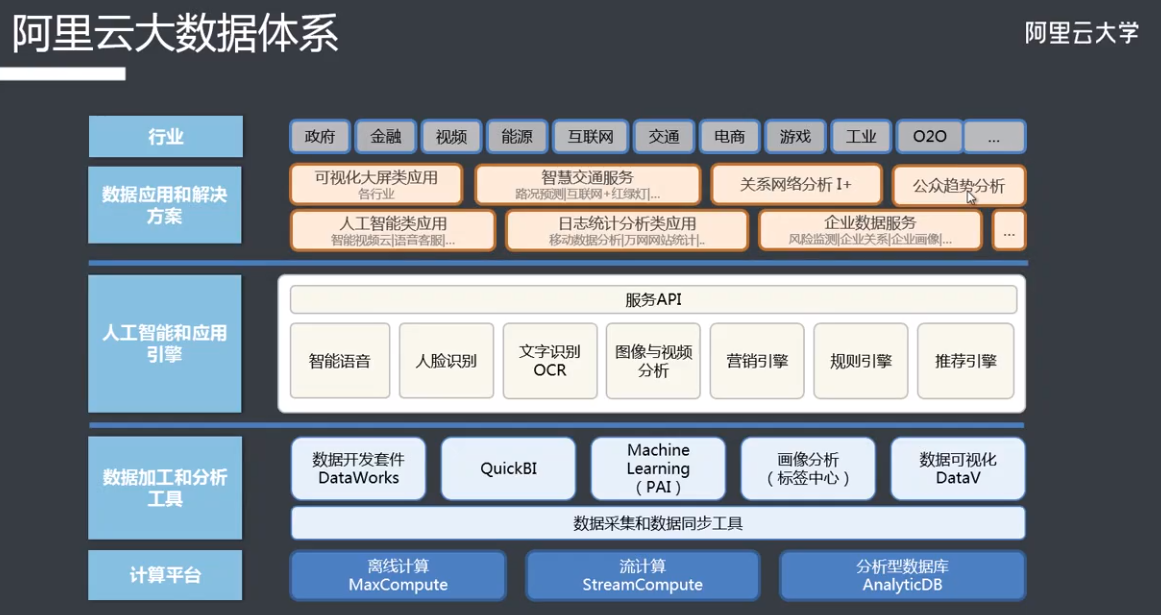 阿里云大数据体系
阿里云大学
行业
政府 金融 视频 能源 互联网 交通 电商 游戏 工业 O2O ...
数据应用和解决
方案
可视化大屏类应用
各行业
智慧交通服务
路况预测|互联网+红绿灯|...
关系网络分析 I+
公众趋势分析
人工智能类应用
智能视频云|语音客服|...
日志统计分析类应用
移动数据分析|万网网站统计|..
企业数据服务
风险监测|企业关系|企业画像|...
...
人工智能和应用
引擎
服务API
智能语音
人脸识别
文字识别
OCR
图像与视频
分析
营销引擎
规则引擎
推荐引擎
数据加工和分析
工具
数据开发套件
DataWorks
QuickBI
Machine
Learning
（PAI）
画像分析
（标签中心）
数据可视化
DataV
数据采集和数据同步工具
计算平台
离线计算
MaxCompute
流计算
StreamCompute
分析型数据库
AnalyticDB